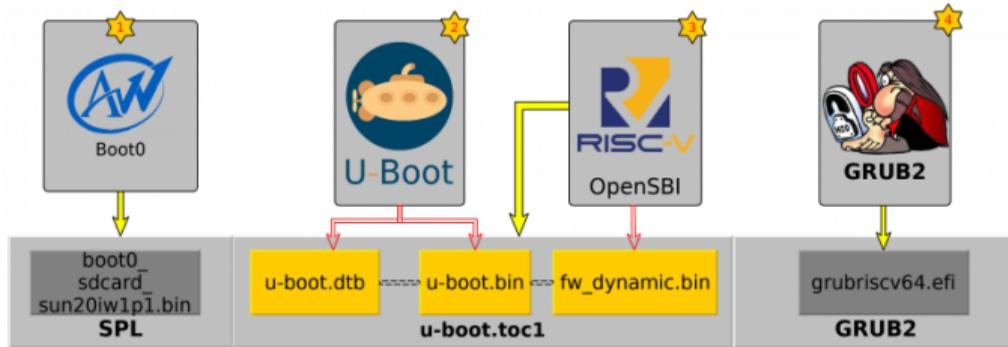 1
2
3
4
AW
Boot0
U-Boot
RISC-V
OpenSBI
GRUB2
boot0_
sdcard_
sun20iw1p1.bin
SPL
u-boot.dtb
u-boot.bin
fw_dynamic.bin
u-boot.toc1
grubriscv64.efi
GRUB2